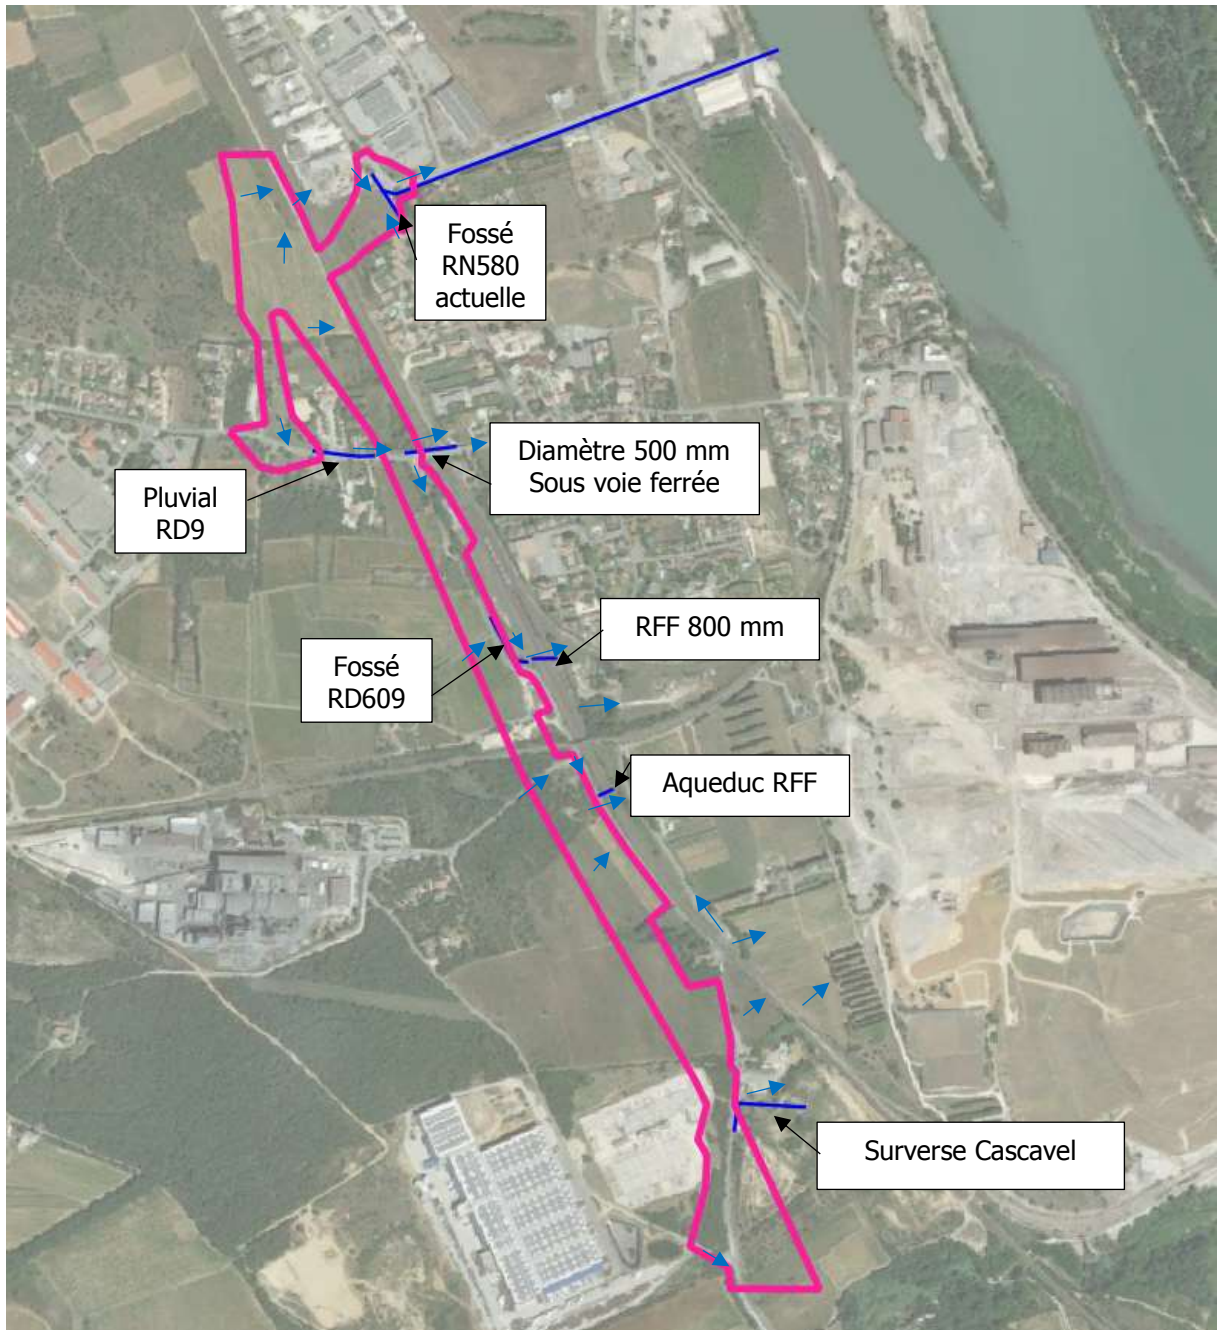 Fossé
RN580
actuelle
Diamètre 500 mm
Sous voie ferrée
Pluvial
RD9
RFF 800 mm
Fossé
RD609
Aqueduc RFF
Surverse Cascavel